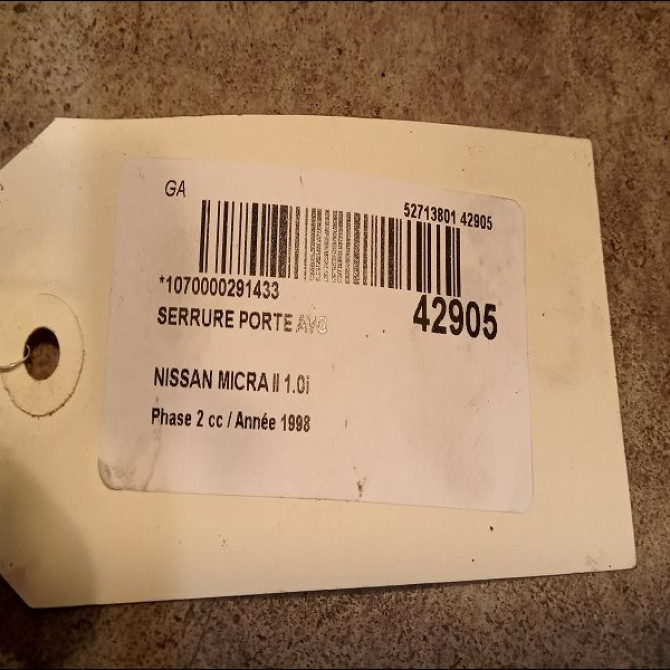 GA
52713801 42905
*1070000291433
42905
SERRURE PORTE AVG
NISSAN MICRA II 1.0i
Phase 2 cc / Année 1998